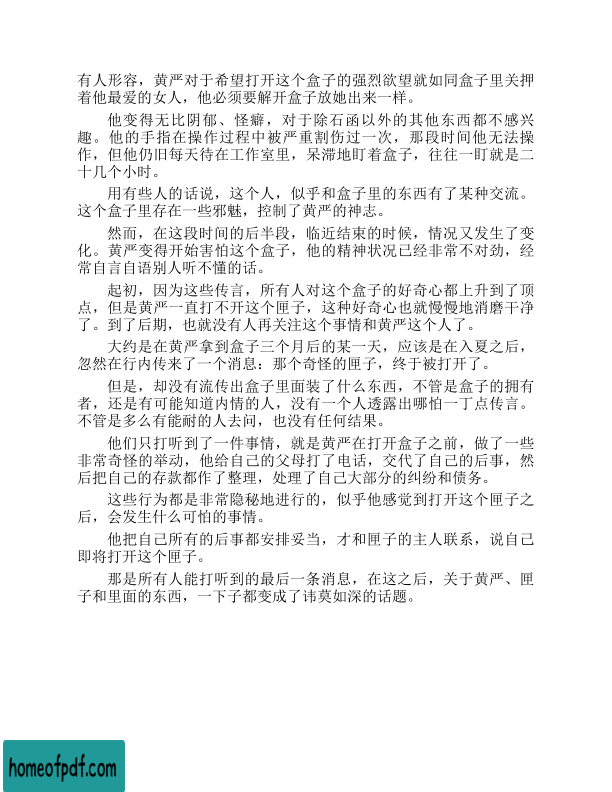 有人形容，黄严对于希望打开这个盒子的强烈欲望就如同盒子里关押
着他最爱的女人，他必须要解开盒子放她出来一样。
他变得无比阴郁、怪癖，对于除石函以外的其他东西都不感兴
趣。他的手指在操作过程中被严重割伤过一次，那段时间他无法操
作，但他仍旧每天待在工作室里，呆滞地盯着盒子，往往一盯就是二
十几个小时。
用有些人的话说，这个人，似乎和盒子里的东西有了某种交流。
这个盒子里存在一些邪魅，控制了黄严的神志。
然而，在这段时间的后半段，临近结束的时候，情况又发生了变
化。黄严变得开始害怕这个盒子，他的精神状况已经非常不对劲，经
常自言自语别人听不懂的话。
起初，因为这些传言，所有人对这个盒子的好奇心都上升到了顶
点，但是黄严一直打不开这个匣子，这种好奇心也就慢慢地消磨干净
了。到了后期，也就没有人再关注这个事情和黄严这个人了。
大约是在黄严拿到盒子三个月后的某一天，应该是在入夏之后，
忽然在行内传来了一个消息：那个奇怪的匣子，终于被打开了。
但是，却没有流传出盒子里面装了什么东西，不管是盒子的拥有
者，还是有可能知道内情的人，没有一个人透露出哪怕一丁点传言。
不管是多么有能耐的人去问，也没有任何结果。
他们只打听到了一件事情，就是黄严在打开盒子之前，做了一些
非常奇怪的举动，他给自己的父母打了电话，交代了自己的后事，然
后把自己的存款都作了整理，处理了自己大部分的纠纷和债务。
这些行为都是非常隐秘地进行的，似乎他感觉到打开这个匣子之
后，会发生什么可怕的事情。
他把自己所有的后事都安排妥当，才和匣子的主人联系，说自己
即将打开这个匣子。
那是所有人能打听到的最后一条消息，在这之后，关于黄严、匣
子和里面的东西，一下子都变成了讳莫如深的话题。
homeofpdf.com